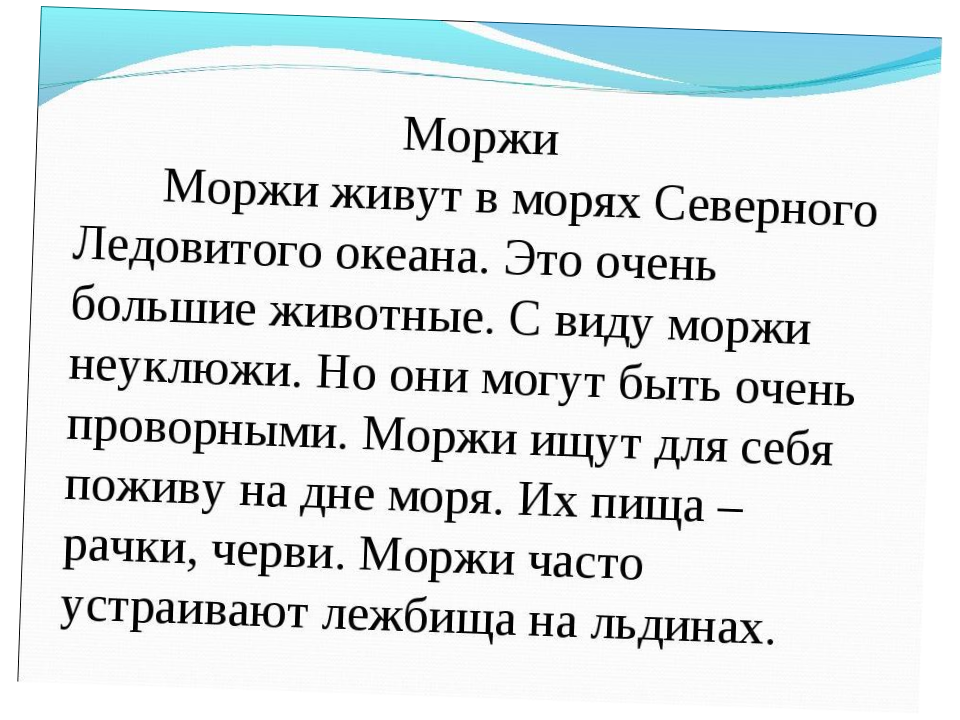 Моржи
Моржи живут в морях Северного
Ледовитого океана. Это очень
большие животные. С виду моржи
неуклюжи. Но они могут быть очень
проворными. Моржи ищут для себя
поживу на дне моря. Их пища –
рачки, черви. Моржи часто
устраивают лежбища на льдинах.